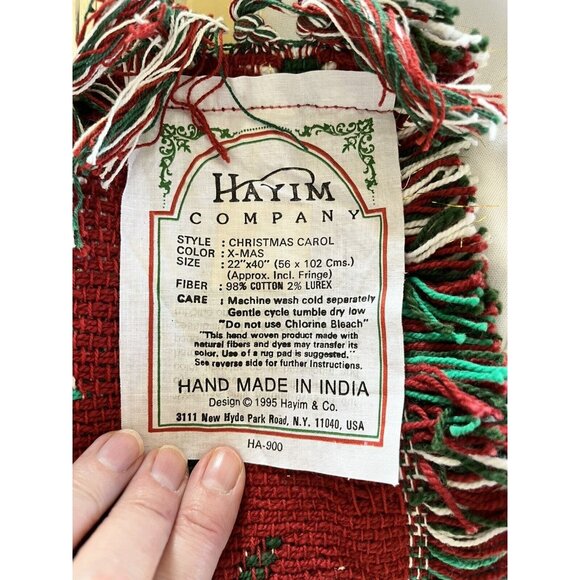 HAYIM
COMPANY
STYLE : CHRISTMAS CAROL
COLOR : X-MAS
SIZE : 22"x40" (56 x 102 Cms.)
(Approx. Incl. Fringe)
FIBER : 98% COTTON 2% LUREX
CARE : Machine wash cold separately
Gentle cycle tumble dry low
"Do not use Chlorine Bleach"
"This hand woven product made with
natural fibers and dyes may transfer its
color. Use of a rug pad is suggested."
See reverse side for further Instructions.
HAND MADE IN INDIA
Design © 1995 Hayim & Co.
3111 New Hyde Park Road, N.Y. 11040, USA
HA-900